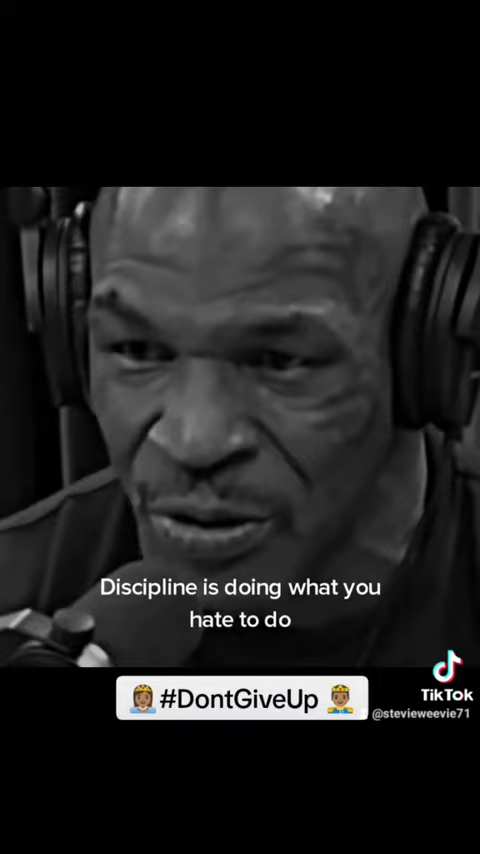 Discipline is doing what you
hate to do
👸🏽#DontGiveUp 🤴🏽
TikTok
@stevieweevie71